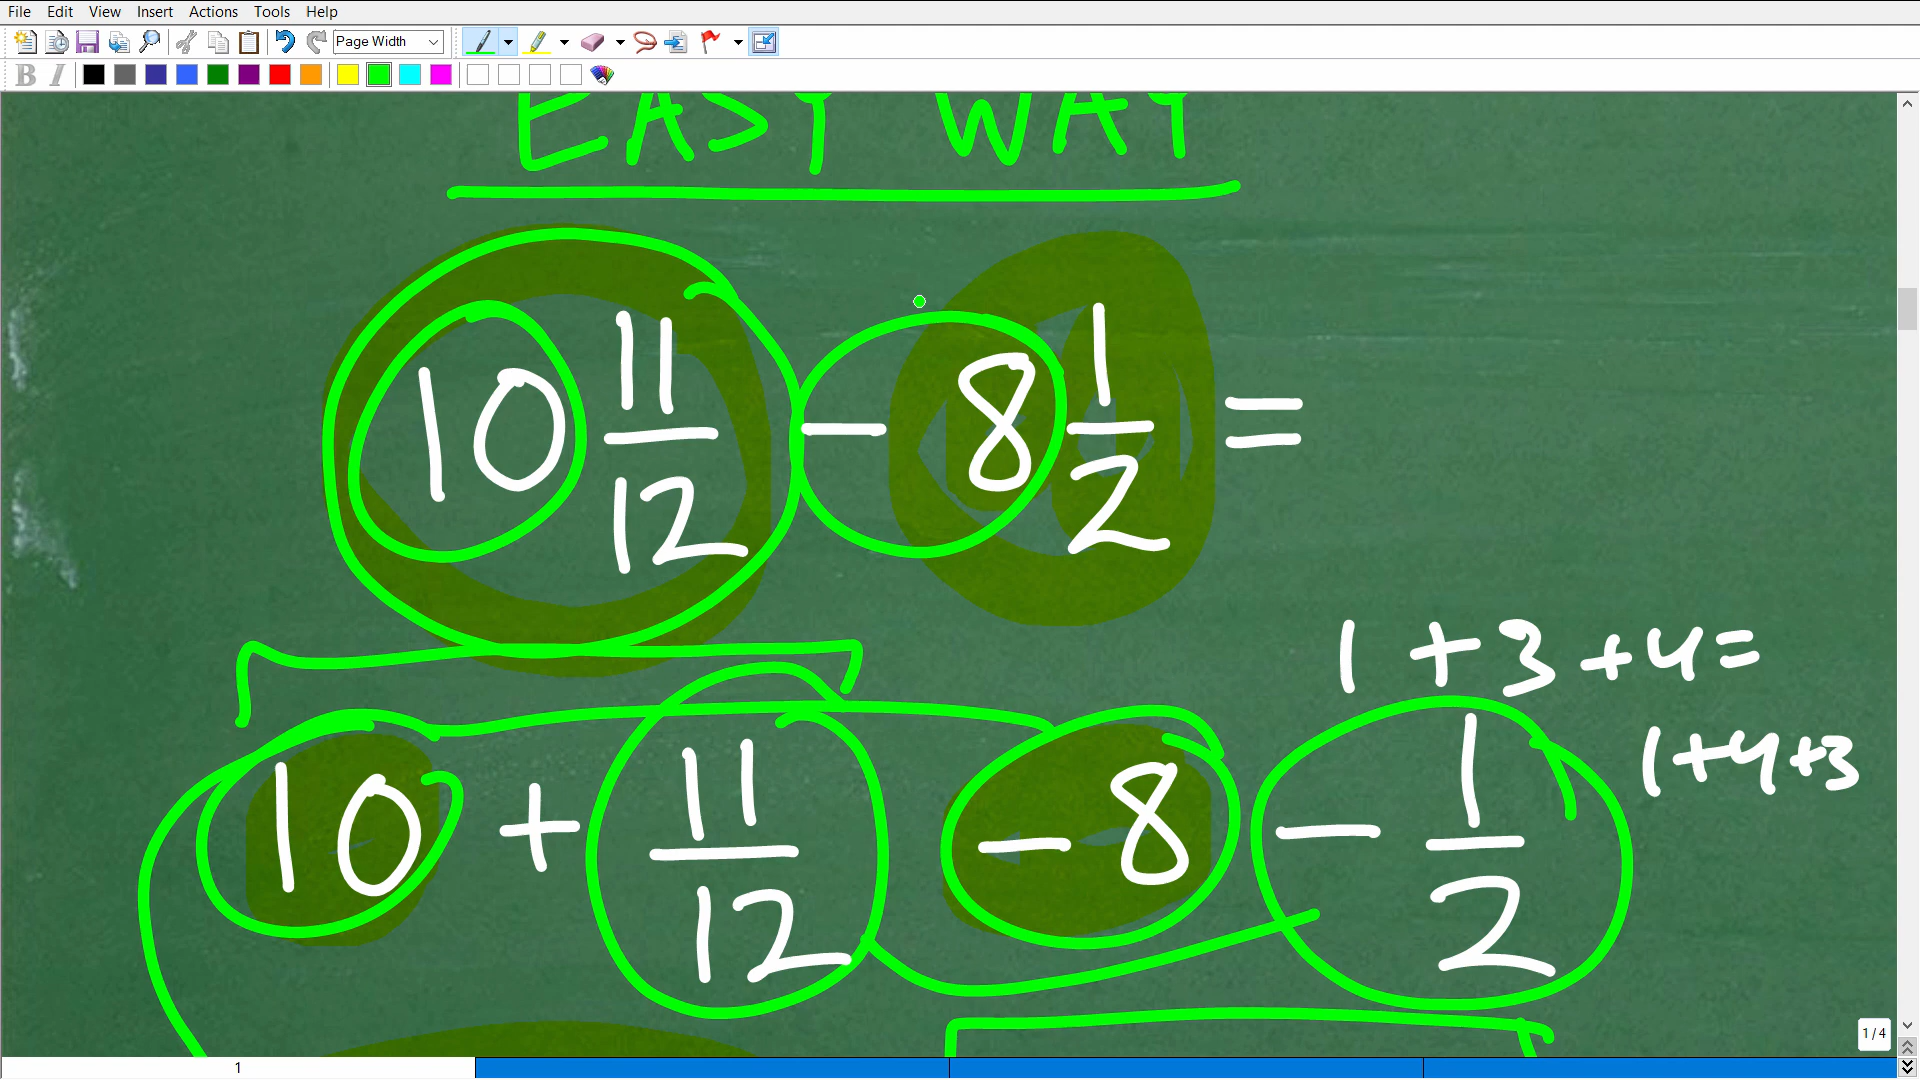 File Edit View Insert Actions Tools Help
Page Width
B I
EASY WAY
10 11/12 - 8 1/2 =
1 + 3 + 4 =
1 + 4 + 3
10 + 11/12 - 8 - 1/2
1 / 4
1